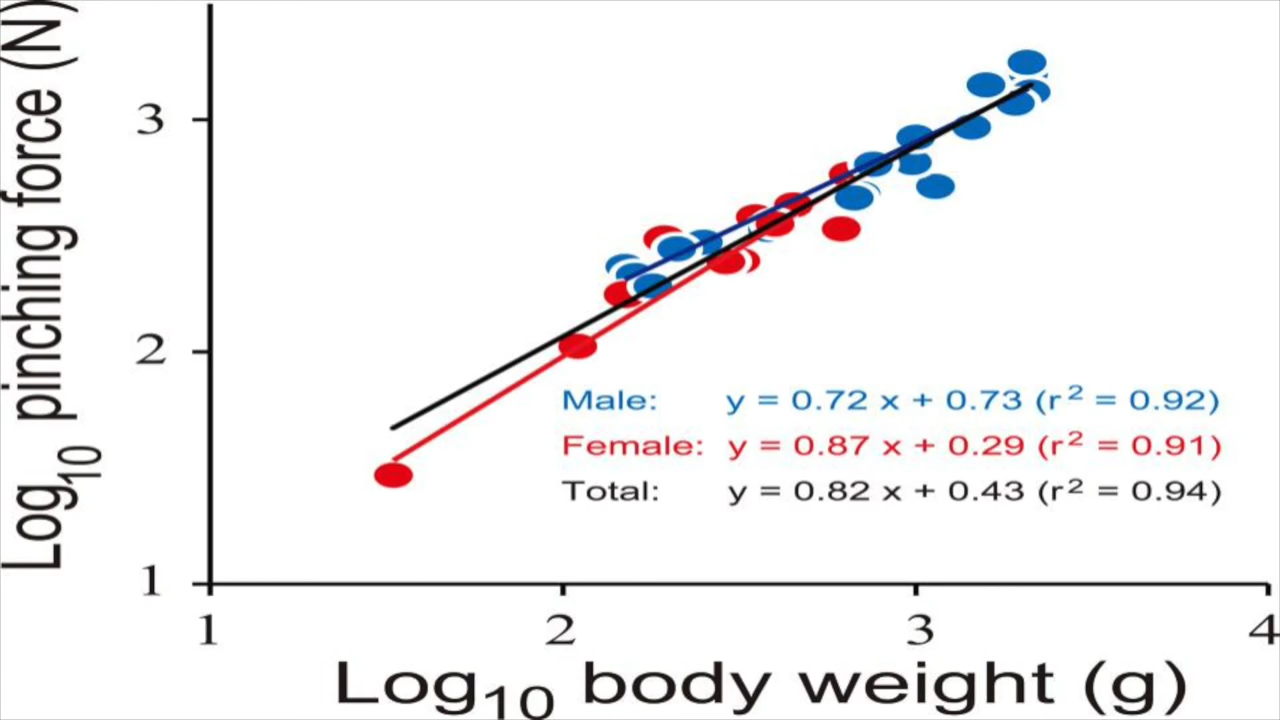 Log10 pinching force (N)
3
2
1
Male: y = 0.72 x + 0.73 (r² = 0.92)
Female: y = 0.87 x + 0.29 (r² = 0.91)
Total: y = 0.82 x + 0.43 (r² = 0.94)
1 2 3 4
Log10 body weight (g)